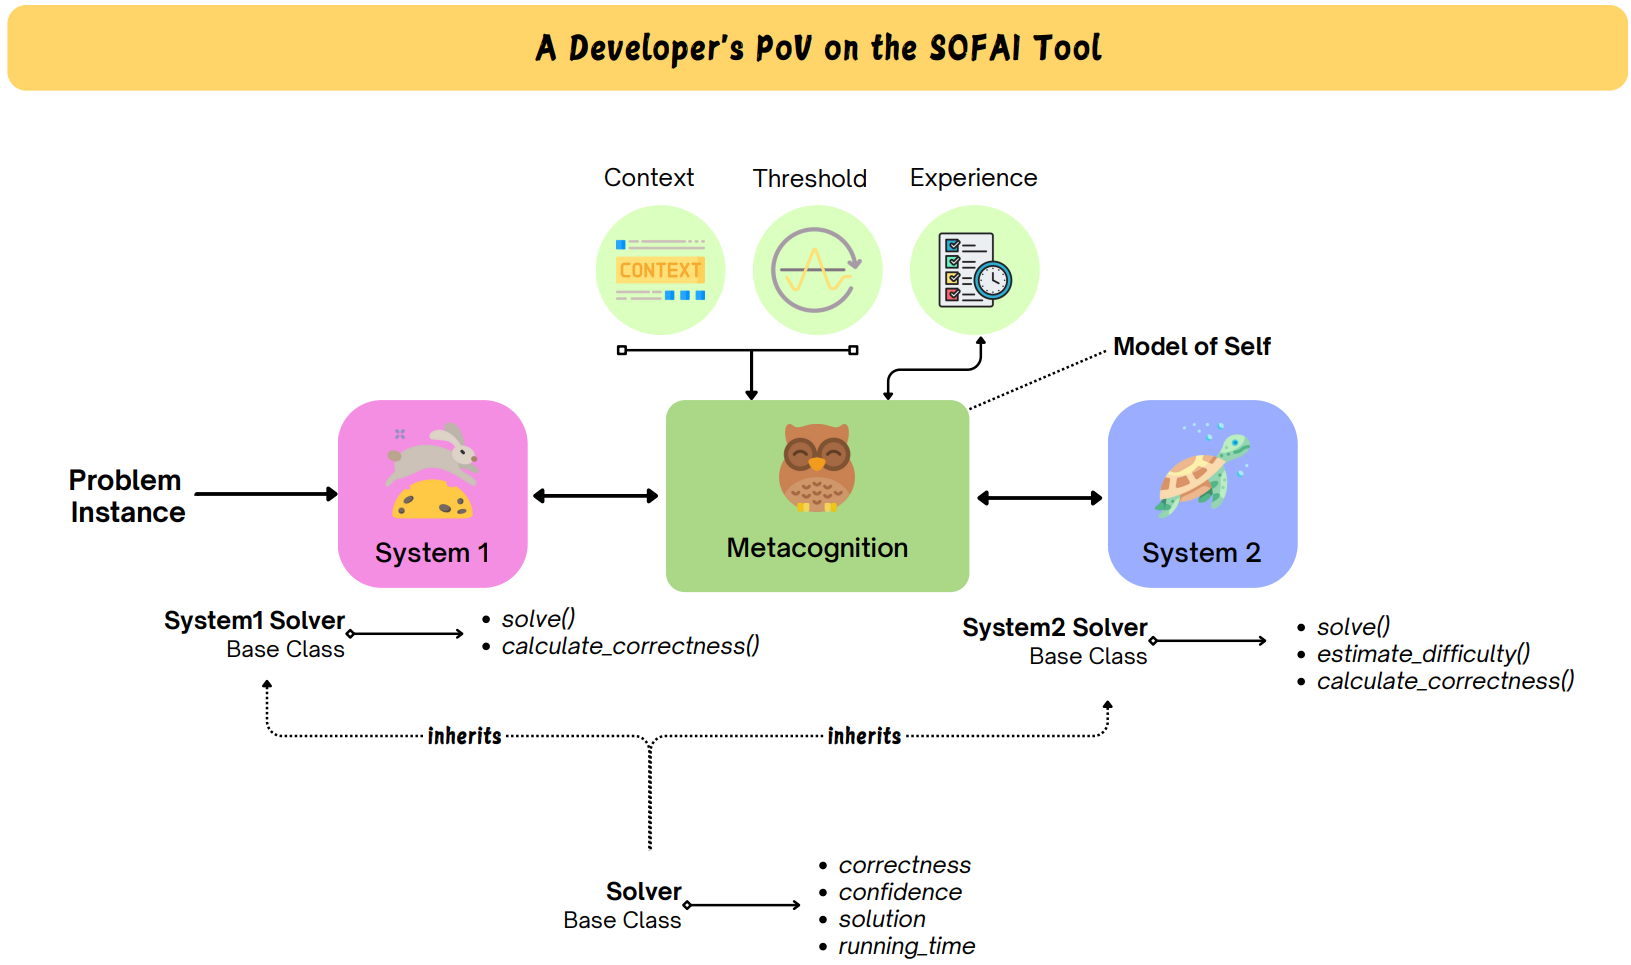 A Developer's PoV on the SOFAI Tool
Context
Threshold
Experience
CONTEXT
Model of Self
Problem
Instance
System 1
Metacognition
System 2
System1 Solver
Base Class
• solve()
• calculate_correctness()
System2 Solver
Base Class
• solve()
• estimate_difficulty()
• calculate_correctness()
inherits
inherits
Solver
Base Class
• correctness
• confidence
• solution
• running_time